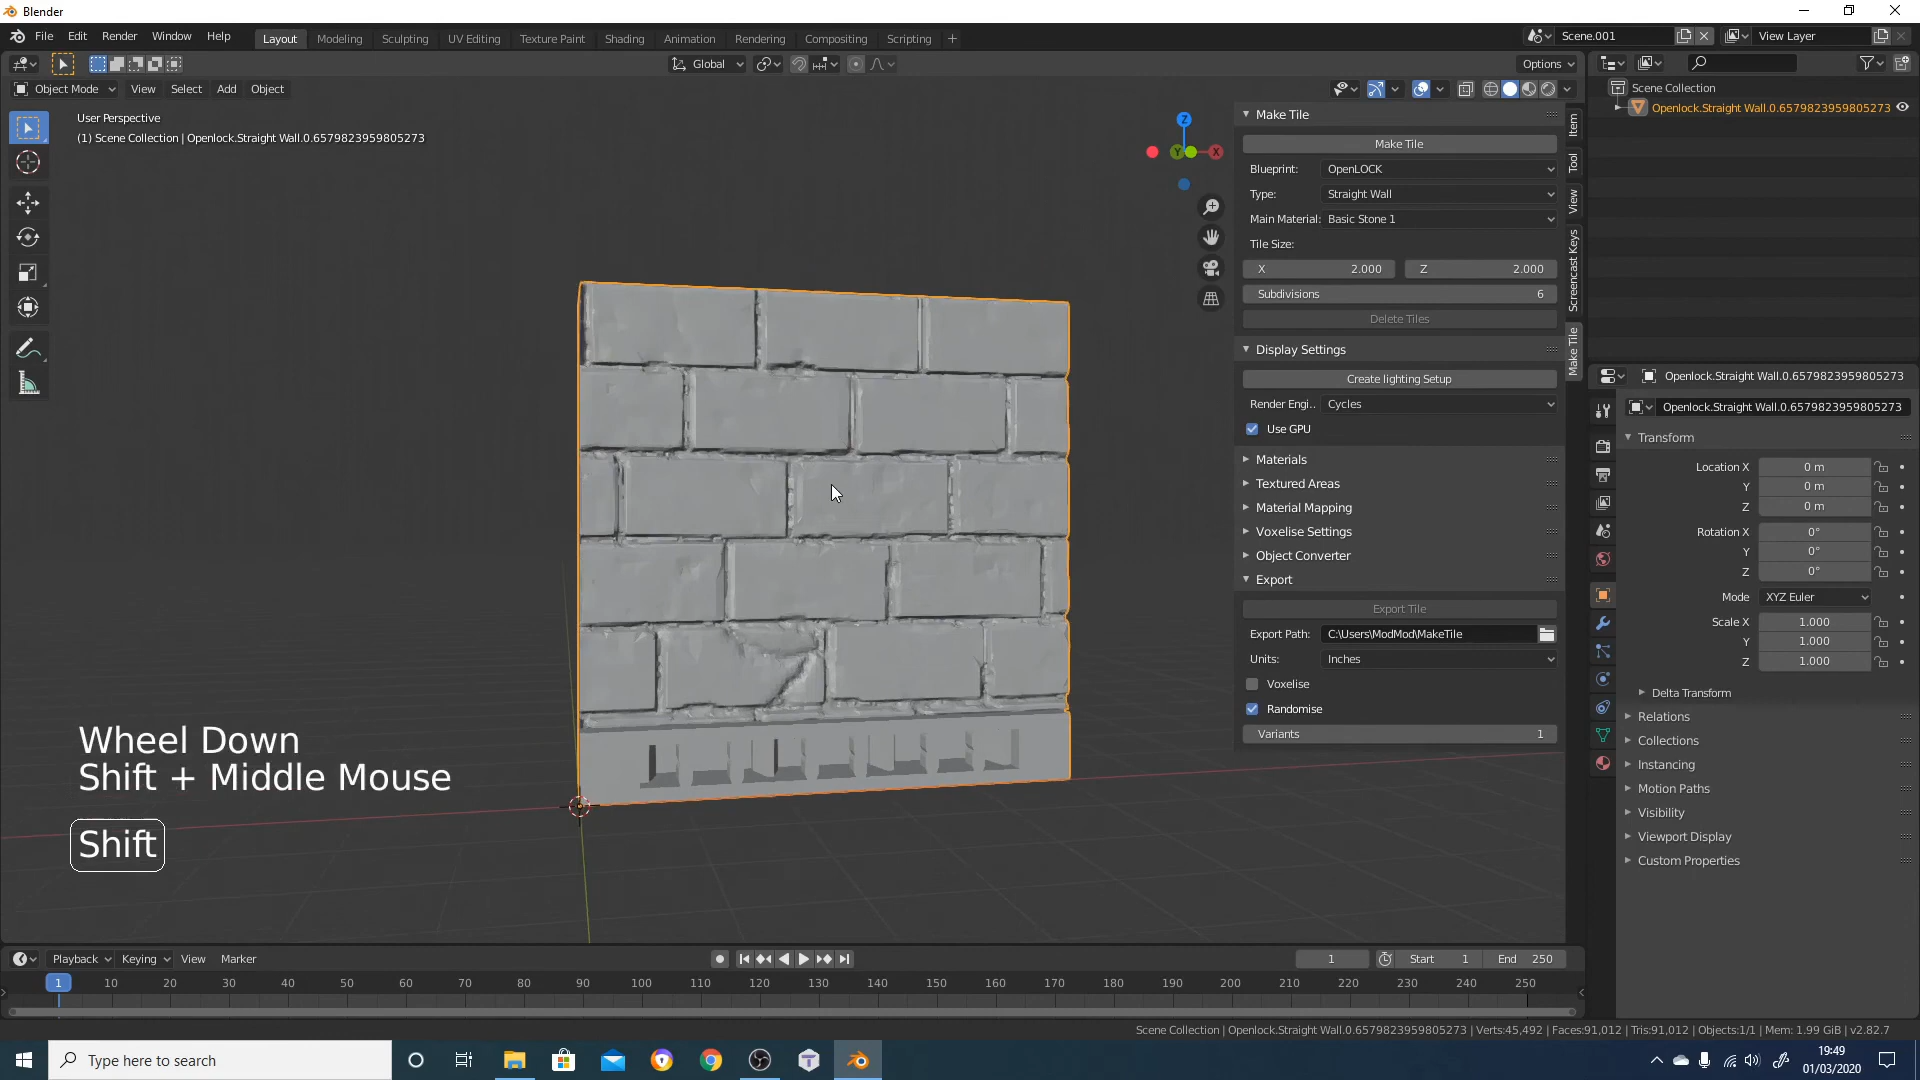 Blender
File Edit Render Window Help
Layout Modeling Sculpting UV Editing Texture Paint Shading Animation Rendering Compositing Scripting +
Scene.001 View Layer
Global Options
Object Mode View Select Add Object
User Perspective
(1) Scene Collection | Openlock.Straight Wall.0.6579823959805273
Z
Y X
Make Tile
Make Tile
Blueprint: OpenLOCK
Type: Straight Wall
Main Material: Basic Stone 1
Tile Size:
X 2.000 Z 2.000
Subdivisions 6
Delete Tiles
Display Settings
Create lighting Setup
Render Engi.. Cycles
Use GPU
Materials
Textured Areas
Material Mapping
Voxelise Settings
Object Converter
Export
Export Tile
Export Path: C:\Users\ModMod\MakeTile
Units: Inches
Voxelise
Randomise
Variants 1
Item
Tool
View
Screencast Keys
Make Tile
Scene Collection
Openlock.Straight Wall.0.6579823959805273
Openlock.Straight Wall.0.6579823959805273
Openlock.Straight Wall.0.6579823959805273
Transform
Location X 0 m
Y 0 m
Z 0 m
Rotation X 0°
Y 0°
Z 0°
Mode XYZ Euler
Scale X 1.000
Y 1.000
Z 1.000
Delta Transform
Relations
Collections
Instancing
Motion Paths
Visibility
Viewport Display
Custom Properties
Wheel Down
Shift + Middle Mouse
Shift
Playback Keying View Marker
1 Start 1 End 250
1 10 20 30 40 50 60 70 80 90 100 110 120 130 140 150 160 170 180 190 200 210 220 230 240 250
Scene Collection | Openlock.Straight Wall.0.6579823959805273 | Verts:45,492 | Faces:91,012 | Tris:91,012 | Objects:1/1 | Mem: 1.99 GiB | v2.82.7
Type here to search
19:49
01/03/2020